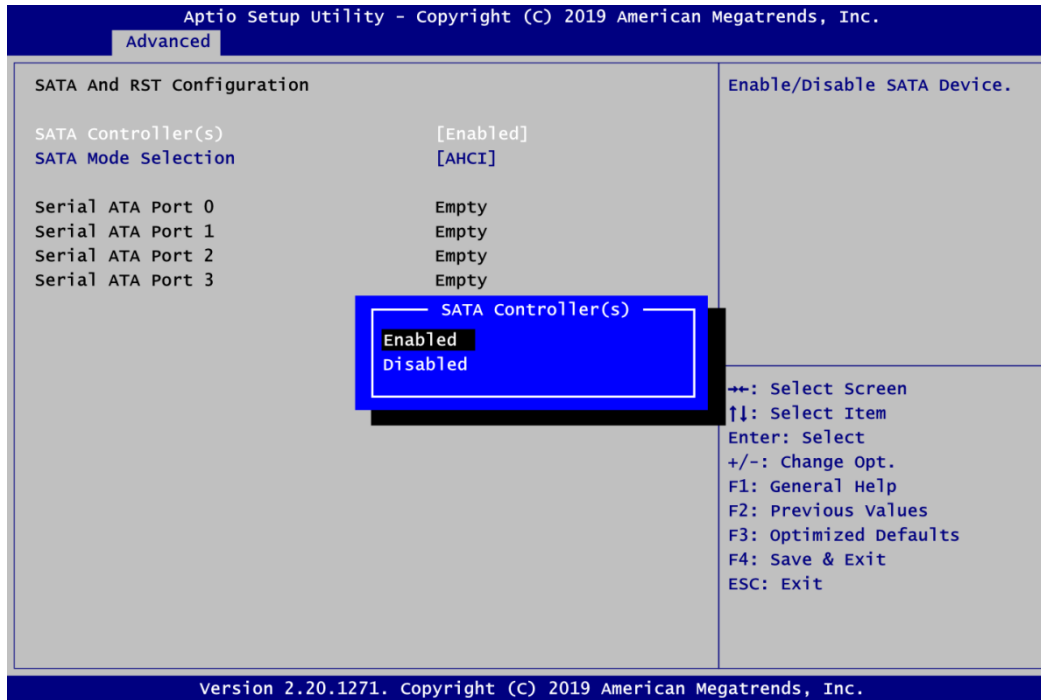 Aptio Setup Utility - Copyright (C) 2019 American Megatrends, Inc.
Advanced
SATA And RST Configuration
SATA Controller(s) [Enabled]
SATA Mode Selection [AHCI]
Serial ATA Port 0 Empty
Serial ATA Port 1 Empty
Serial ATA Port 2 Empty
Serial ATA Port 3 Empty
SATA Controller(s)
Enabled
Disabled
Enable/Disable SATA Device.
→←: Select Screen
↑↓: Select Item
Enter: Select
+/-: Change Opt.
F1: General Help
F2: Previous Values
F3: Optimized Defaults
F4: Save & Exit
ESC: Exit
Version 2.20.1271. Copyright (C) 2019 American Megatrends, Inc.